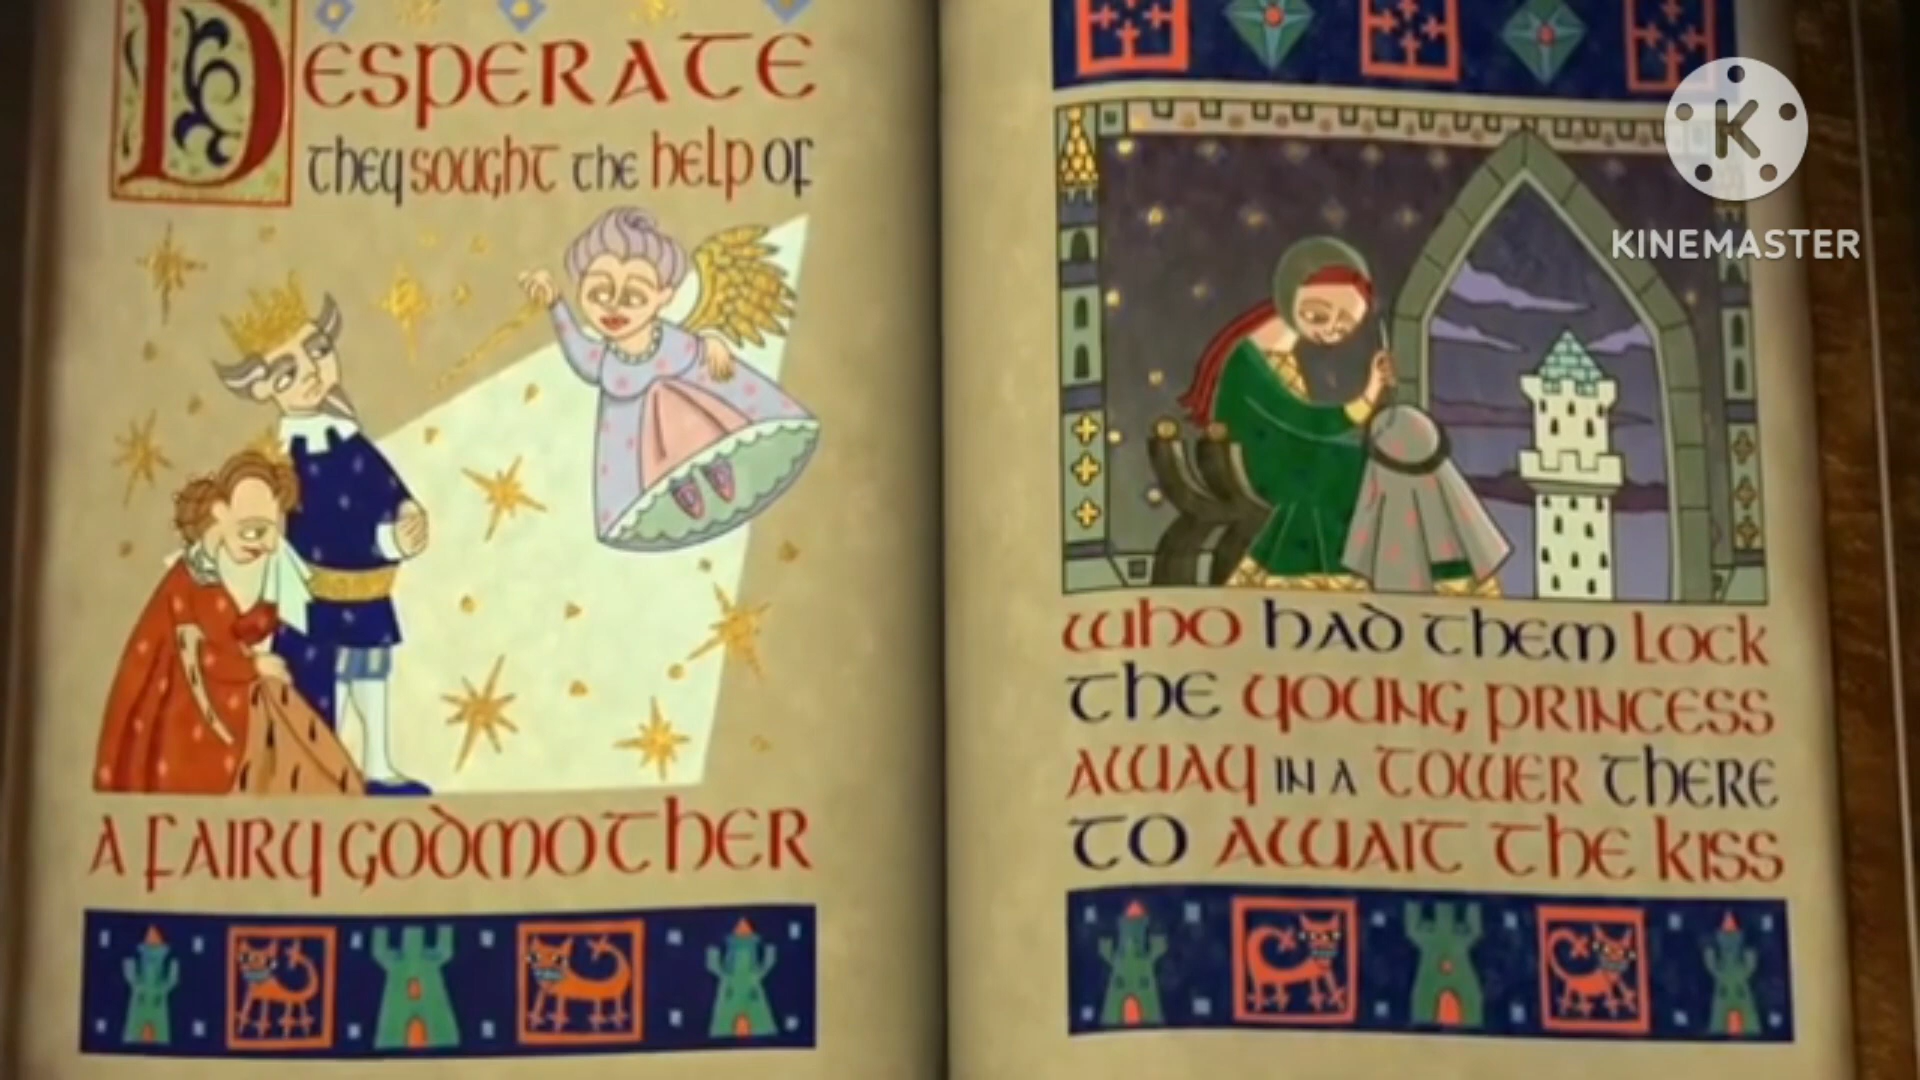 DESPERATE
they sought the help of
A FAIRY GODMOTHER
who had them lock
the young princess
away in a tower there
to await the kiss
K
KINEMASTER